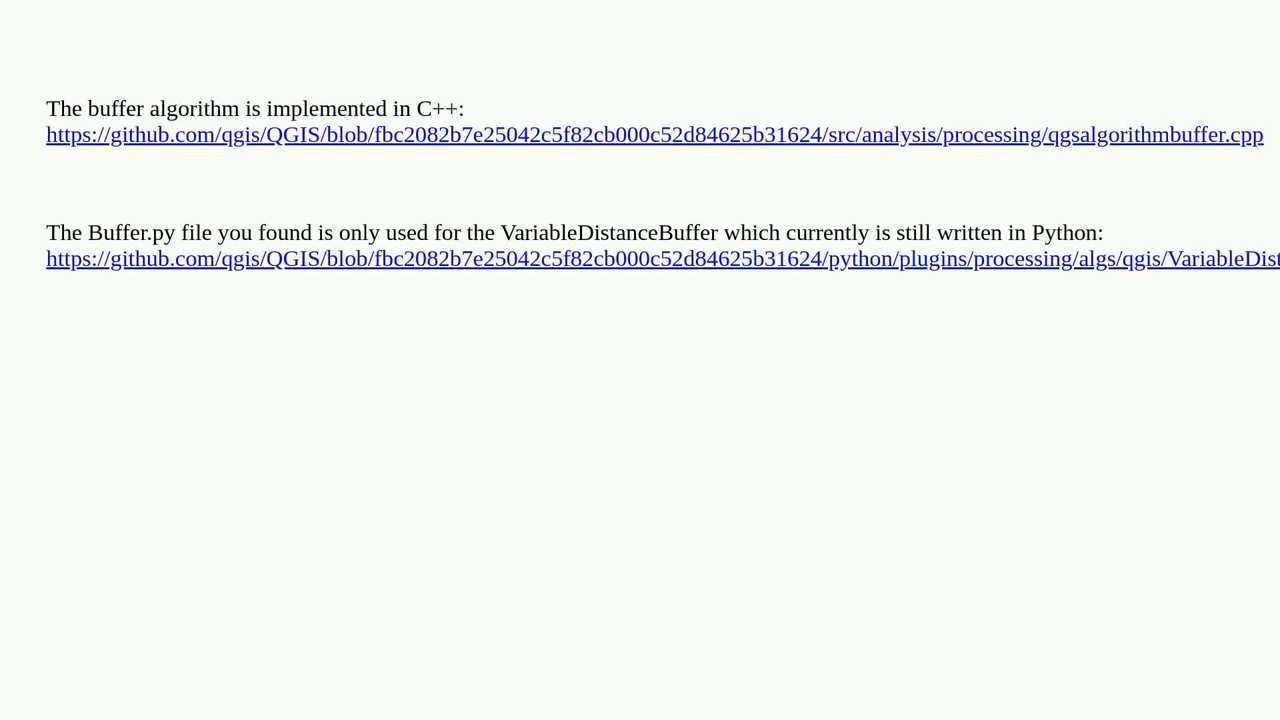 The buffer algorithm is implemented in C++:
https://github.com/qgis/QGIS/blob/fbc2082b7e25042c5f82cb000c52d84625b31624/src/analysis/processing/qgsalgorithmbuffer.cpp
The Buffer.py file you found is only used for the VariableDistanceBuffer which currently is still written in Python:
https://github.com/qgis/QGIS/blob/fbc2082b7e25042c5f82cb000c52d84625b31624/python/plugins/processing/algs/qgis/VariableDist